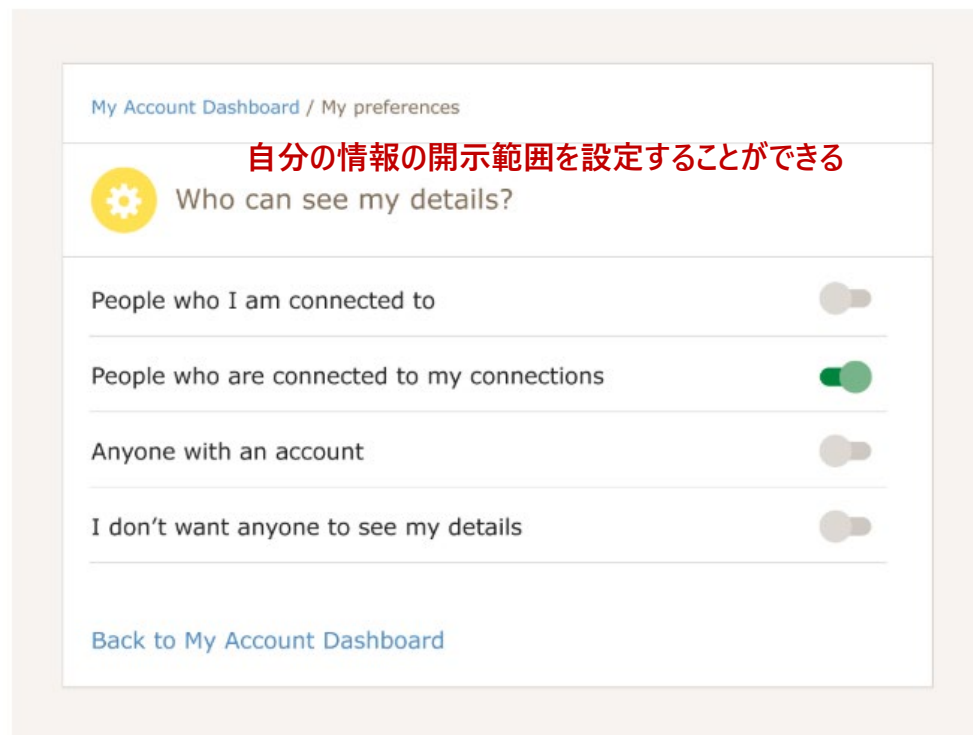 My Account Dashboard / My preferences
自分の情報の開示範囲を設定することができる
Who can see my details?
People who I am connected to
People who are connected to my connections
Anyone with an account
I don’t want anyone to see my details
Back to My Account Dashboard